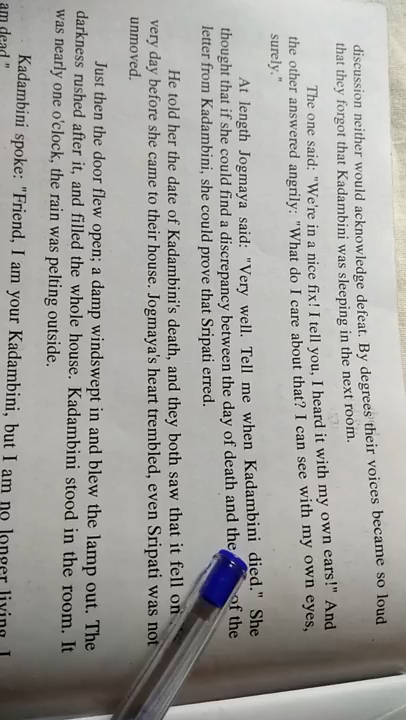 discussion neither would acknowledge defeat. By degrees their voices became so loud
that they forgot that Kadambini was sleeping in the next room.
The one said: "We're in a nice fix! I tell you, I heard it with my own ears!" And
the other answered angrily: "What do I care about that? I can see with my own eyes,
surely."
At length Jogmaya said: "Very well. Tell me when Kadambini died." She
thought that if she could find a discrepancy between the day of death and the of the
letter from Kadambini, she could prove that Sripati erred.
He told her the date of Kadambini's death, and they both saw that it fell on
very day before she came to their house. Jogmaya's heart trembled, even Sripati was not
unmoved.
Just then the door flew open; a damp windswept in and blew the lamp out. The
darkness rushed after it, and filled the whole house. Kadambini stood in the room. It
was nearly one o'clock, the rain was pelting outside.
Kadambini spoke: "Friend, I am your Kadambini, but I am no longer living. I
am dead."